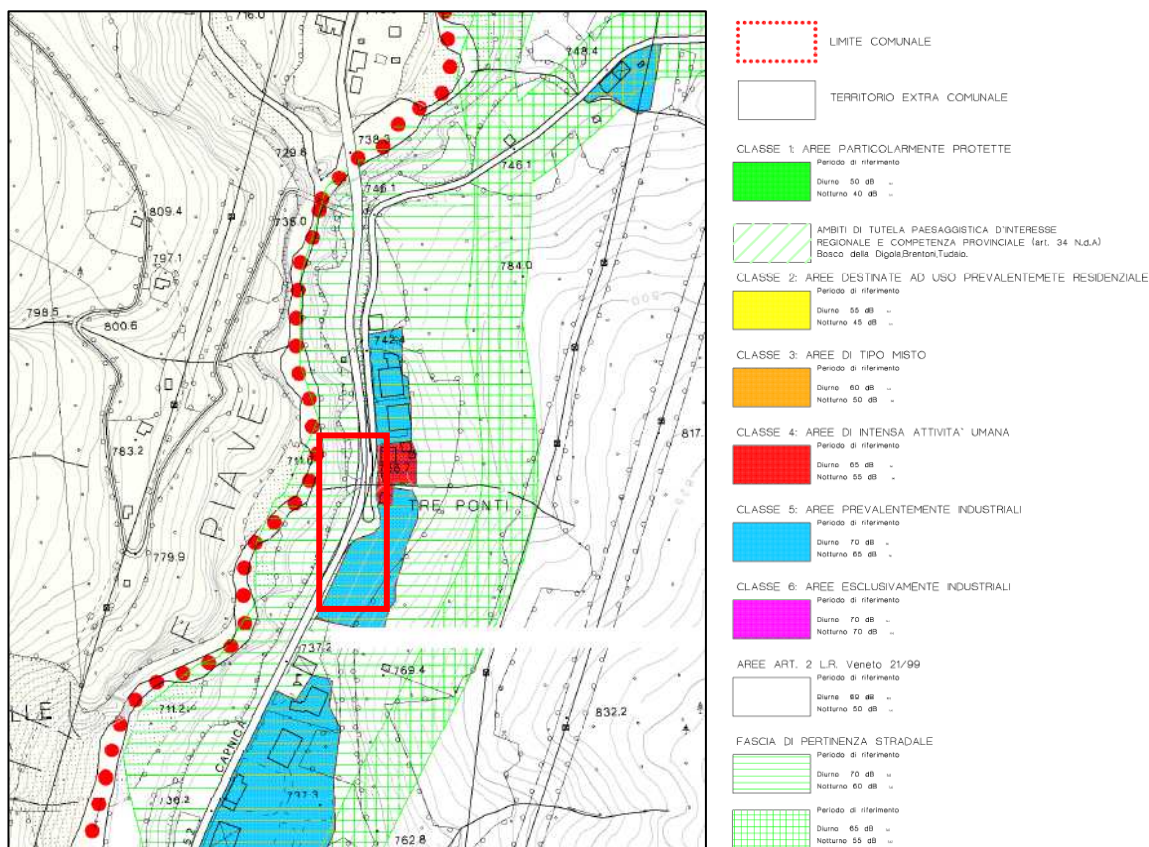 716.0
748.4
738.3
729.8
746.1
746.1
809.4
738.0
797.1
784.0
798.5
800.6
742.4
PIAVE
783.2
817.
TRE PONTI
779.9
737.2
769.4
711.2
832.2
CARNICA
736.2
737.3
762.8
LIMITE COMUNALE
TERRITORIO EXTRA COMUNALE
CLASSE 1: AREE PARTICOLARMENTE PROTETTE
Periodo di riferimento
Diurno 50 dB
Notturno 40 dB
AMBITI DI TUTELA PAESAGGISTICA D'INTERESSE
REGIONALE E COMPETENZA PROVINCIALE (art. 34 N.d.A)
Bosco della Digola,Brentoni,Tudaio.
CLASSE 2: AREE DESTINATE AD USO PREVALENTEMETE RESIDENZIALE
Periodo di riferimento
Diurno 55 dB
Notturno 45 dB
CLASSE 3: AREE DI TIPO MISTO
Periodo di riferimento
Diurno 60 dB
Notturno 50 dB
CLASSE 4: AREE DI INTENSA ATTIVITA' UMANA
Periodo di riferimento
Diurno 65 dB
Notturno 55 dB
CLASSE 5: AREE PREVALENTEMENTE INDUSTRIALI
Periodo di riferimento
Diurno 70 dB
Notturno 65 dB
CLASSE 6: AREE ESCLUSIVAMENTE INDUSTRIALI
Periodo di riferimento
Diurno 70 dB
Notturno 70 dB
AREE ART. 2 L.R. Veneto 21/99
Periodo di riferimento
Diurno 60 dB
Notturno 50 dB
FASCIA DI PERTINENZA STRADALE
Periodo di riferimento
Diurno 70 dB
Notturno 60 dB
Periodo di riferimento
Diurno 65 dB
Notturno 55 dB